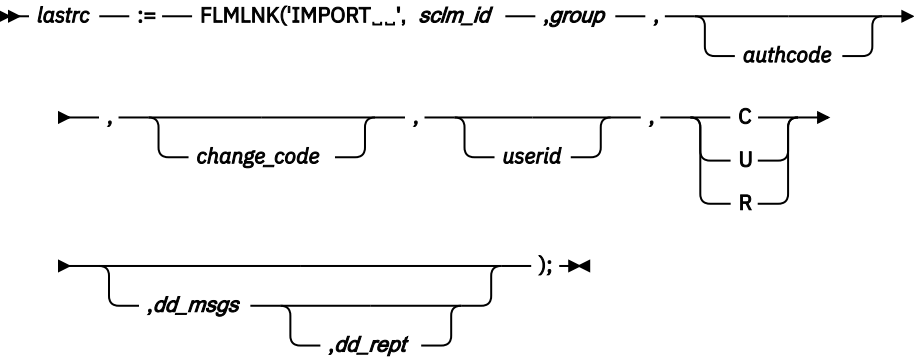 lastrc := FLMLNK('IMPORT␣␣', sclm_id ,group ,
authcode
, change_code , userid , C
U
R
,dd_msgs
,dd_rept
);